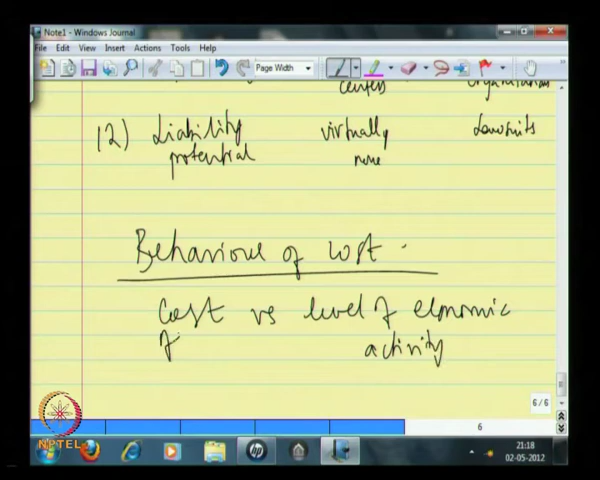 Note1 - Windows Journal
File Edit View Insert Actions Tools Help
Page Width
centers
12) Liability virtually Lawsuits
potential none
Behaviour of cost.
Cost vs level of economic
of activity
6/6
6
NPTEL
21:18
02-05-2012